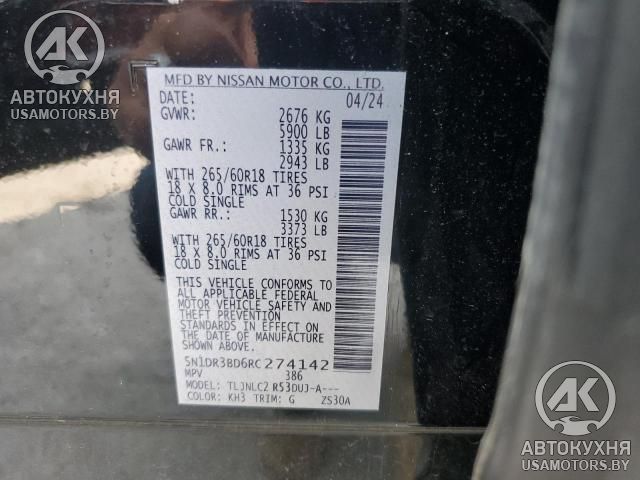 AK
АВТОКУХНЯ
USAMOTORS.BY
MFD BY NISSAN MOTOR CO., LTD.
DATE: 04/24
GVWR: 2676 KG
5900 LB
GAWR FR.: 1335 KG
2943 LB
WITH 265/60R18 TIRES
18 X 8.0 RIMS AT 36 PSI
COLD SINGLE
GAWR RR.: 1530 KG
3373 LB
WITH 265/60R18 TIRES
18 X 8.0 RIMS AT 36 PSI
COLD SINGLE
THIS VEHICLE CONFORMS TO
ALL APPLICABLE FEDERAL
MOTOR VEHICLE SAFETY AND
THEFT PREVENTION
STANDARDS IN EFFECT ON
THE DATE OF MANUFACTURE
SHOWN ABOVE.
5N1DR3BD6RC274142
MPV 386
MODEL: TLJNLC2 R53DUJ-A---
COLOR: KH3 TRIM: G ZS30A
AK
АВТОКУХНЯ
USAMOTORS.BY